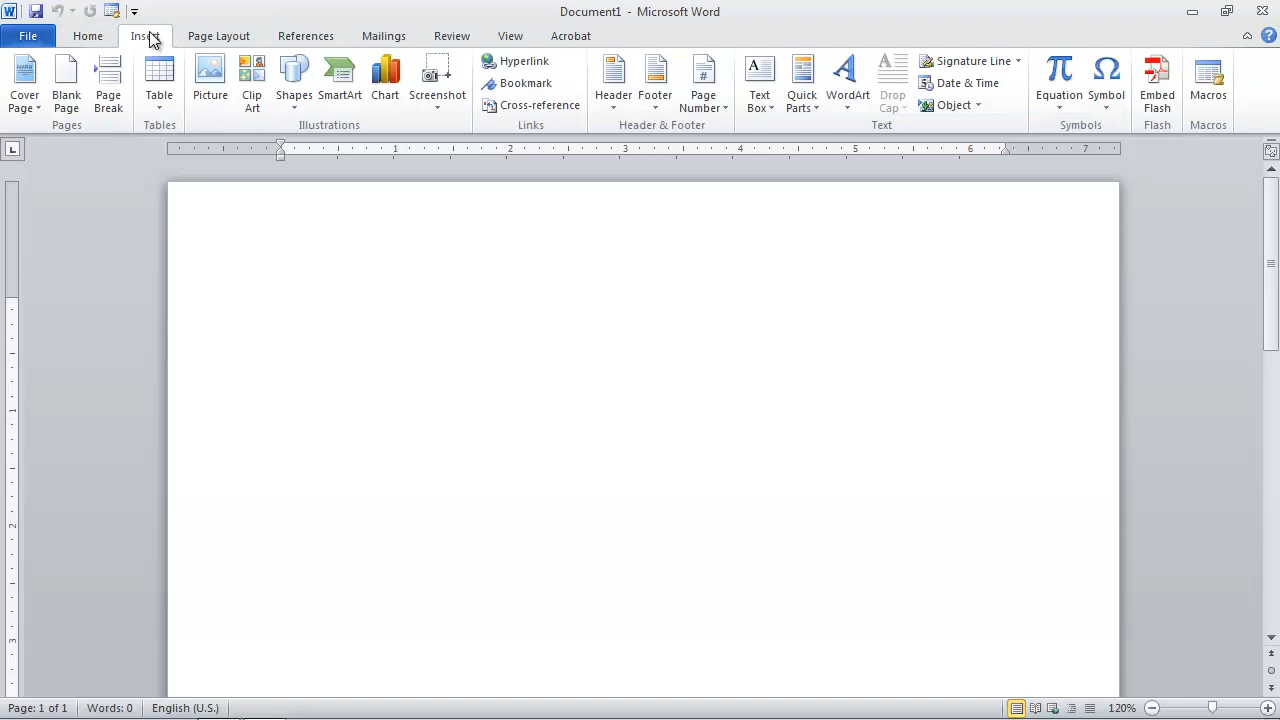 Document1 - Microsoft Word
File Home Insert Page Layout References Mailings Review View Acrobat
Cover Page
Blank Page
Page Break
Table
Picture
Clip Art
Shapes
SmartArt
Chart
Screenshot
Hyperlink
Bookmark
Cross-reference
Header
Footer
Page Number
Text Box
Quick Parts
WordArt
Drop Cap
Signature Line
Date & Time
Object
Equation
Symbol
Embed Flash
Macros
Pages Tables Illustrations Links Header & Footer Text Symbols Flash Macros
1 2 3 4 5 6 7
1
2
3
Page: 1 of 1 Words: 0 English (U.S.) 120%